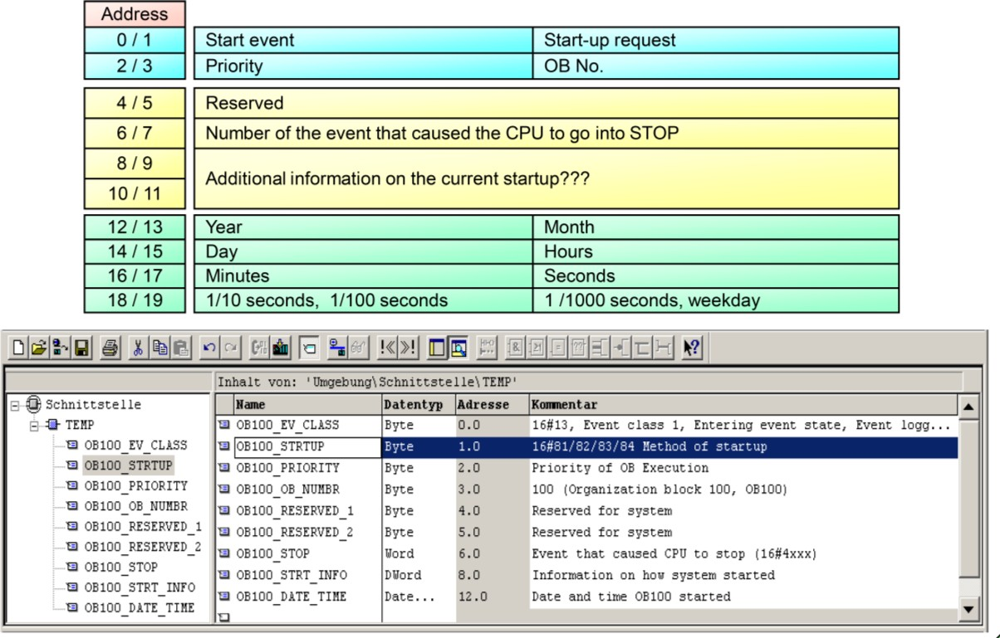 Address
0 / 1 Start event Start-up request
2 / 3 Priority OB No.
4 / 5 Reserved
6 / 7 Number of the event that caused the CPU to go into STOP
8 / 9
Additional information on the current startup???
10 / 11
12 / 13 Year Month
14 / 15 Day Hours
16 / 17 Minutes Seconds
18 / 19 1/10 seconds, 1/100 seconds 1 /1000 seconds, weekday
Inhalt von: 'Umgebung\Schnittstelle\TEMP'
Schnittstelle
TEMP
OB100_EV_CLASS
OB100_STRTUP
OB100_PRIORITY
OB100_OB_NUMBR
OB100_RESERVED_1
OB100_RESERVED_2
OB100_STOP
OB100_STRT_INFO
OB100_DATE_TIME
Name Datentyp Adresse Kommentar
OB100_EV_CLASS Byte 0.0 16#13, Event class 1, Entering event state, Event logg...
OB100_STRTUP Byte 1.0 16#81/82/83/84 Method of startup
OB100_PRIORITY Byte 2.0 Priority of OB Execution
OB100_OB_NUMBR Byte 3.0 100 (Organization block 100, OB100)
OB100_RESERVED_1 Byte 4.0 Reserved for system
OB100_RESERVED_2 Byte 5.0 Reserved for system
OB100_STOP Word 6.0 Event that caused CPU to stop (16#4xxx)
OB100_STRT_INFO DWord 8.0 Information on how system started
OB100_DATE_TIME Date... 12.0 Date and time OB100 started